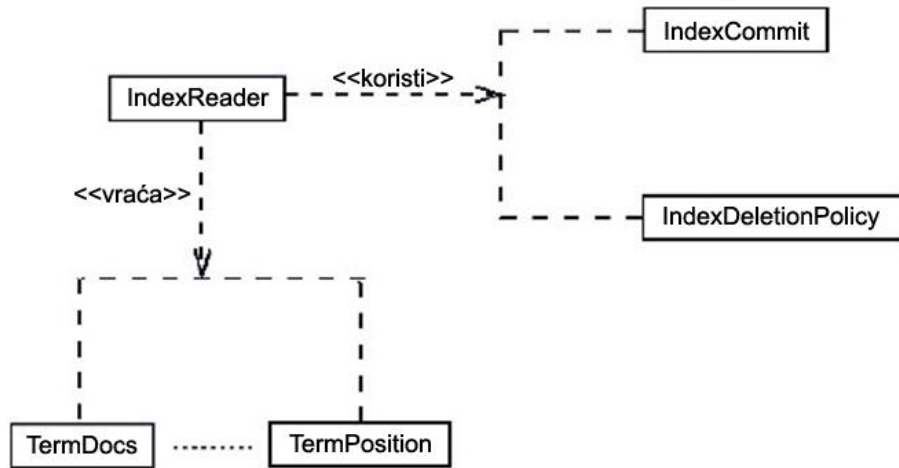 IndexCommit
<<koristi>>
IndexReader
<<vraća>>
IndexDeletionPolicy
TermDocs
TermPosition